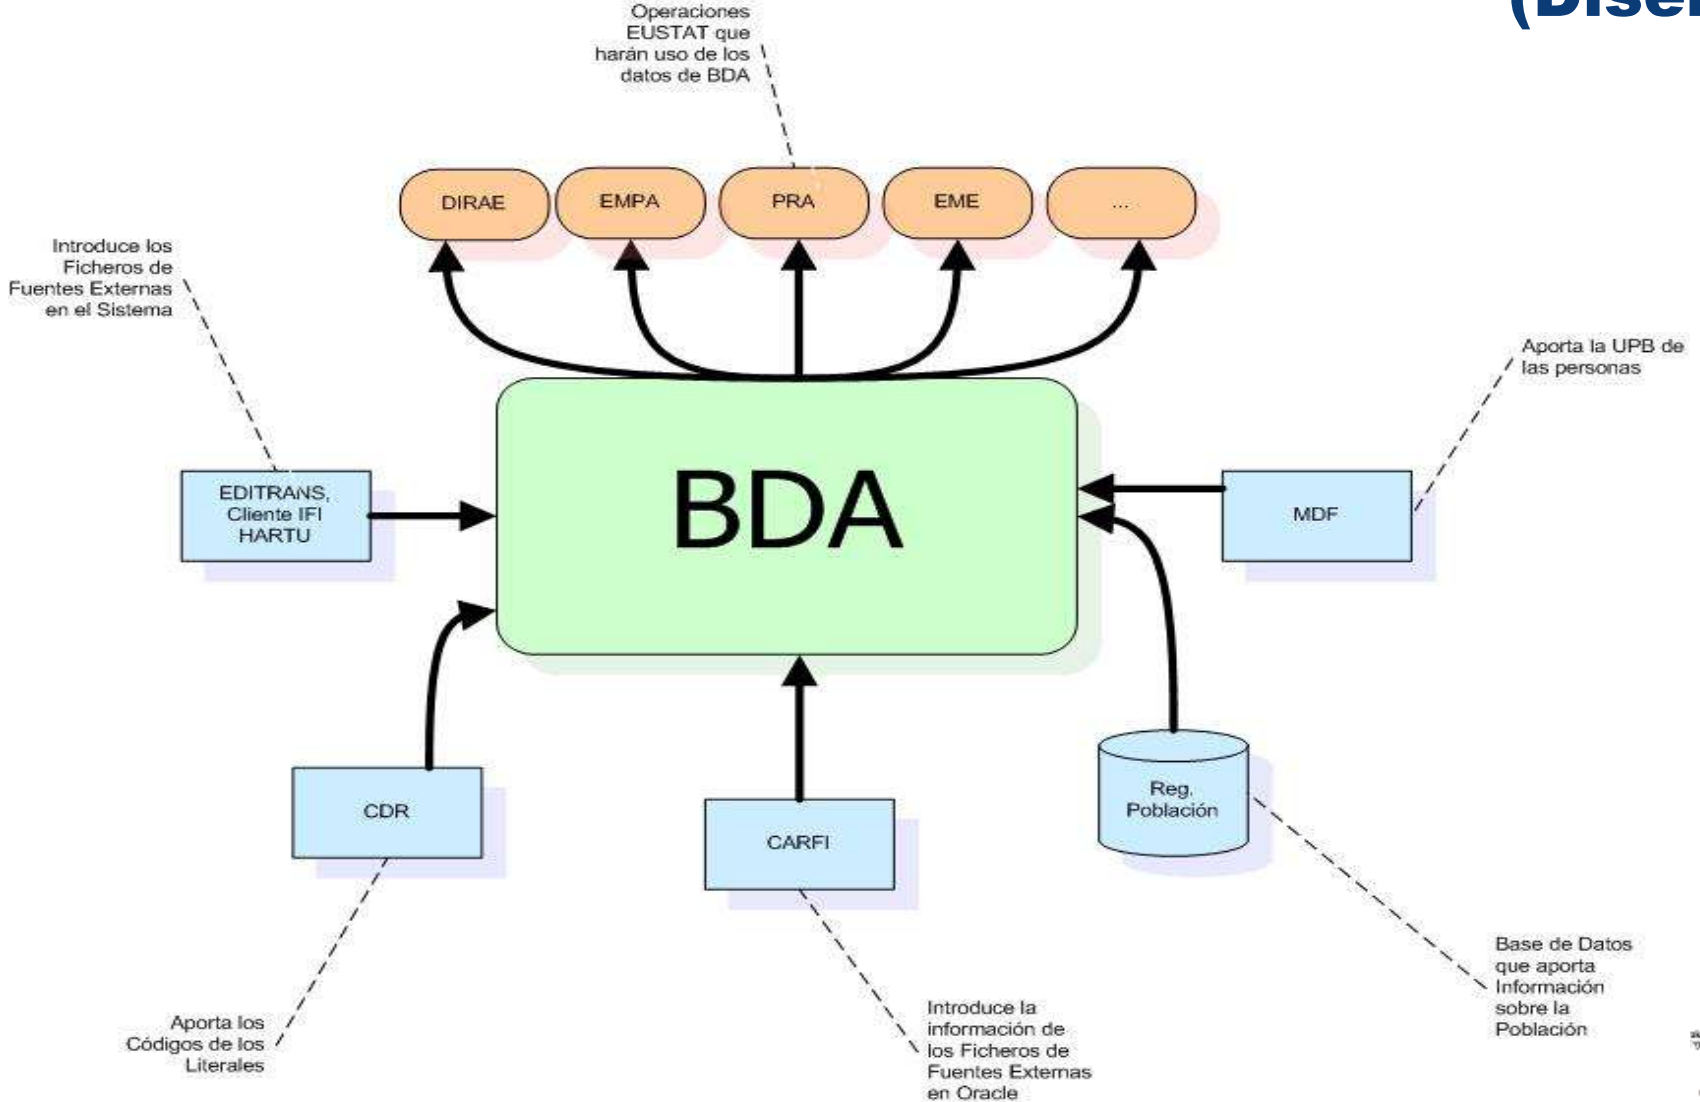 (Diseñ
Operaciones
EUSTAT que
harán uso de los
datos de BDA
DIRAE
EMPA
PRA
EME
...
Introduce los
Ficheros de
Fuentes Externas
en el Sistema
Aporta la UPB de
las personas
EDITRANS,
Cliente IFI
HARTU
BDA
MDF
CDR
CARFI
Reg.
Población
Aporta los
Códigos de los
Literales
Introduce la
información de
los Ficheros de
Fuentes Externas
en Oracle
Base de Datos
que aporta
Información
sobre la
Población